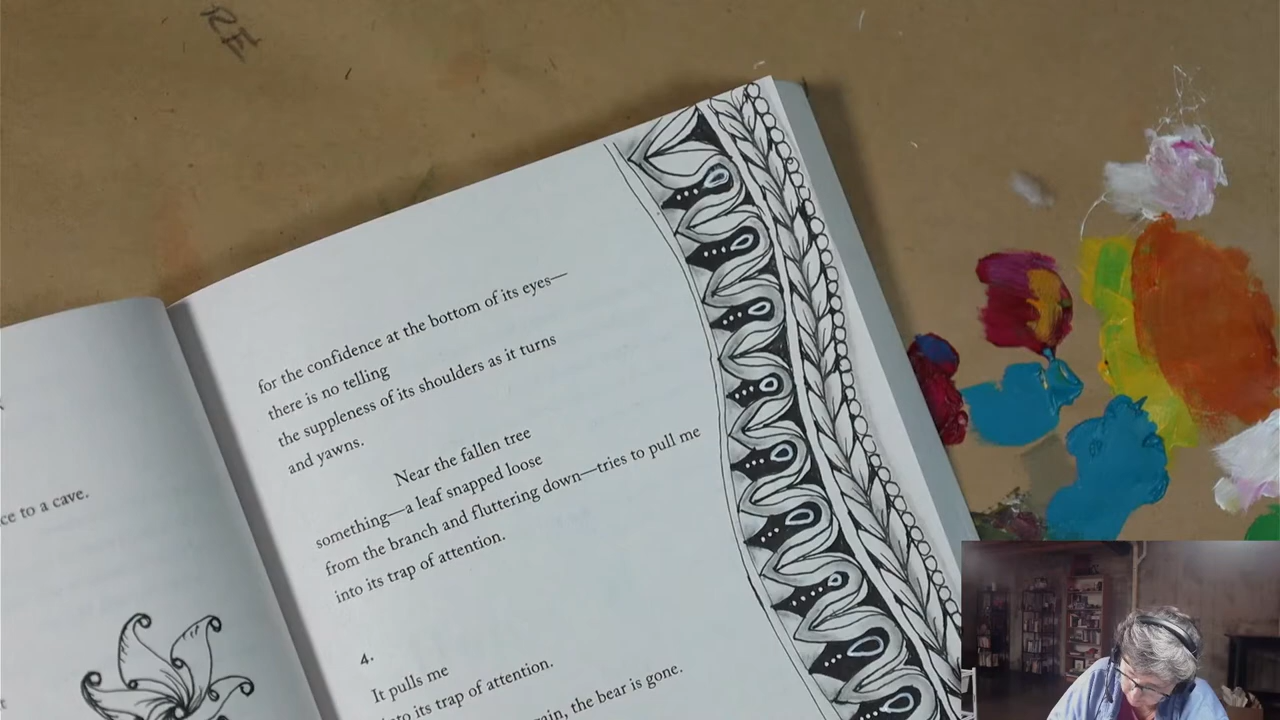 RE
ce to a cave.
for the confidence at the bottom of its eyes—
there is no telling
the suppleness of its shoulders as it turns
and yawns.
Near the fallen tree
something—a leaf snapped loose
from the branch and fluttering down—tries to pull me
into its trap of attention.
4.
It pulls me
into its trap of attention.
the bear is gone.